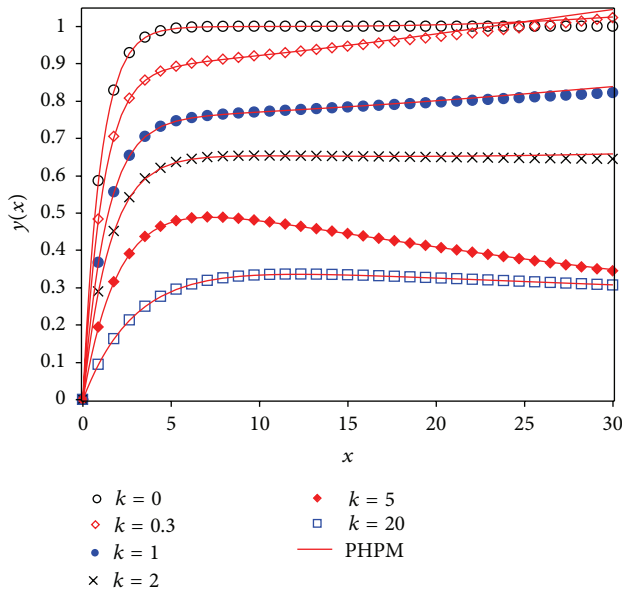 1
0.9
0.8
0.7
0.6
0.5
0.4
0.3
0.2
0.1
0
y(x)
0 5 10 15 20 25 30
x
k = 0
k = 0.3
k = 1
k = 2
k = 5
k = 20
PHPM